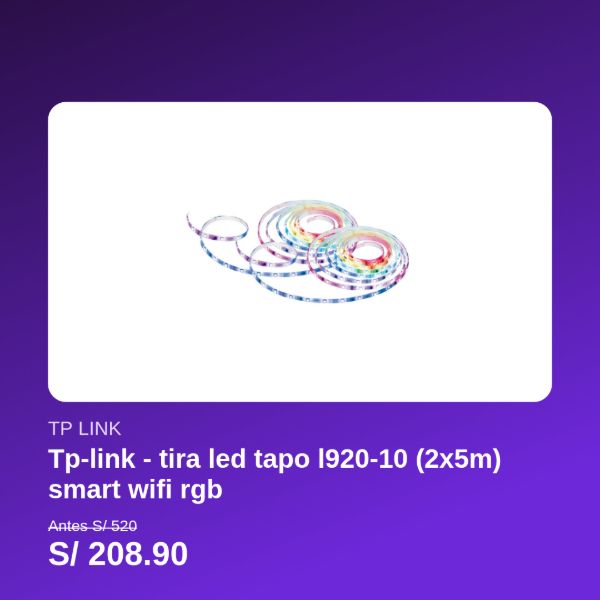 TP LINK
Tp-link - tira led tapo l920-10 (2x5m)
smart wifi rgb
Antes S/ 520
S/ 208.90